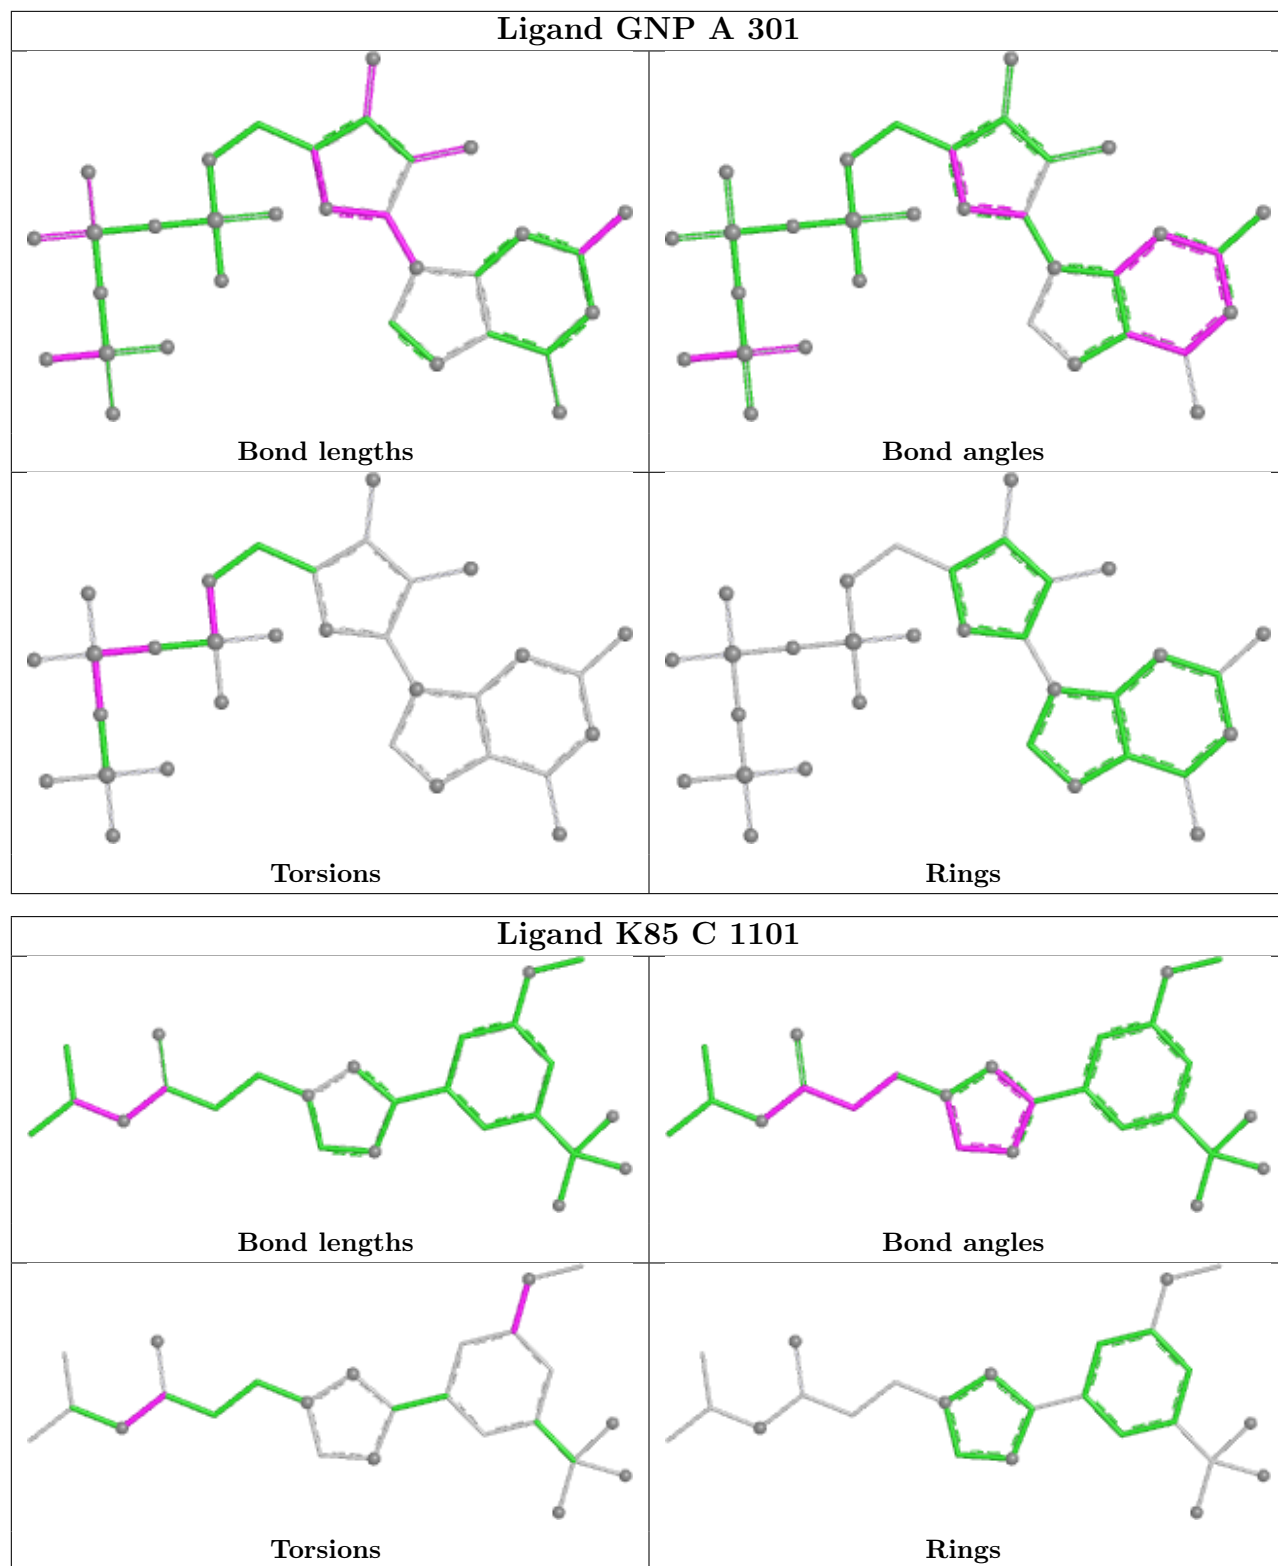 Ligand GNP A 301
Bond lengths
Bond angles
Torsions
Rings
Ligand K85 C 1101
Bond lengths
Bond angles
Torsions
Rings